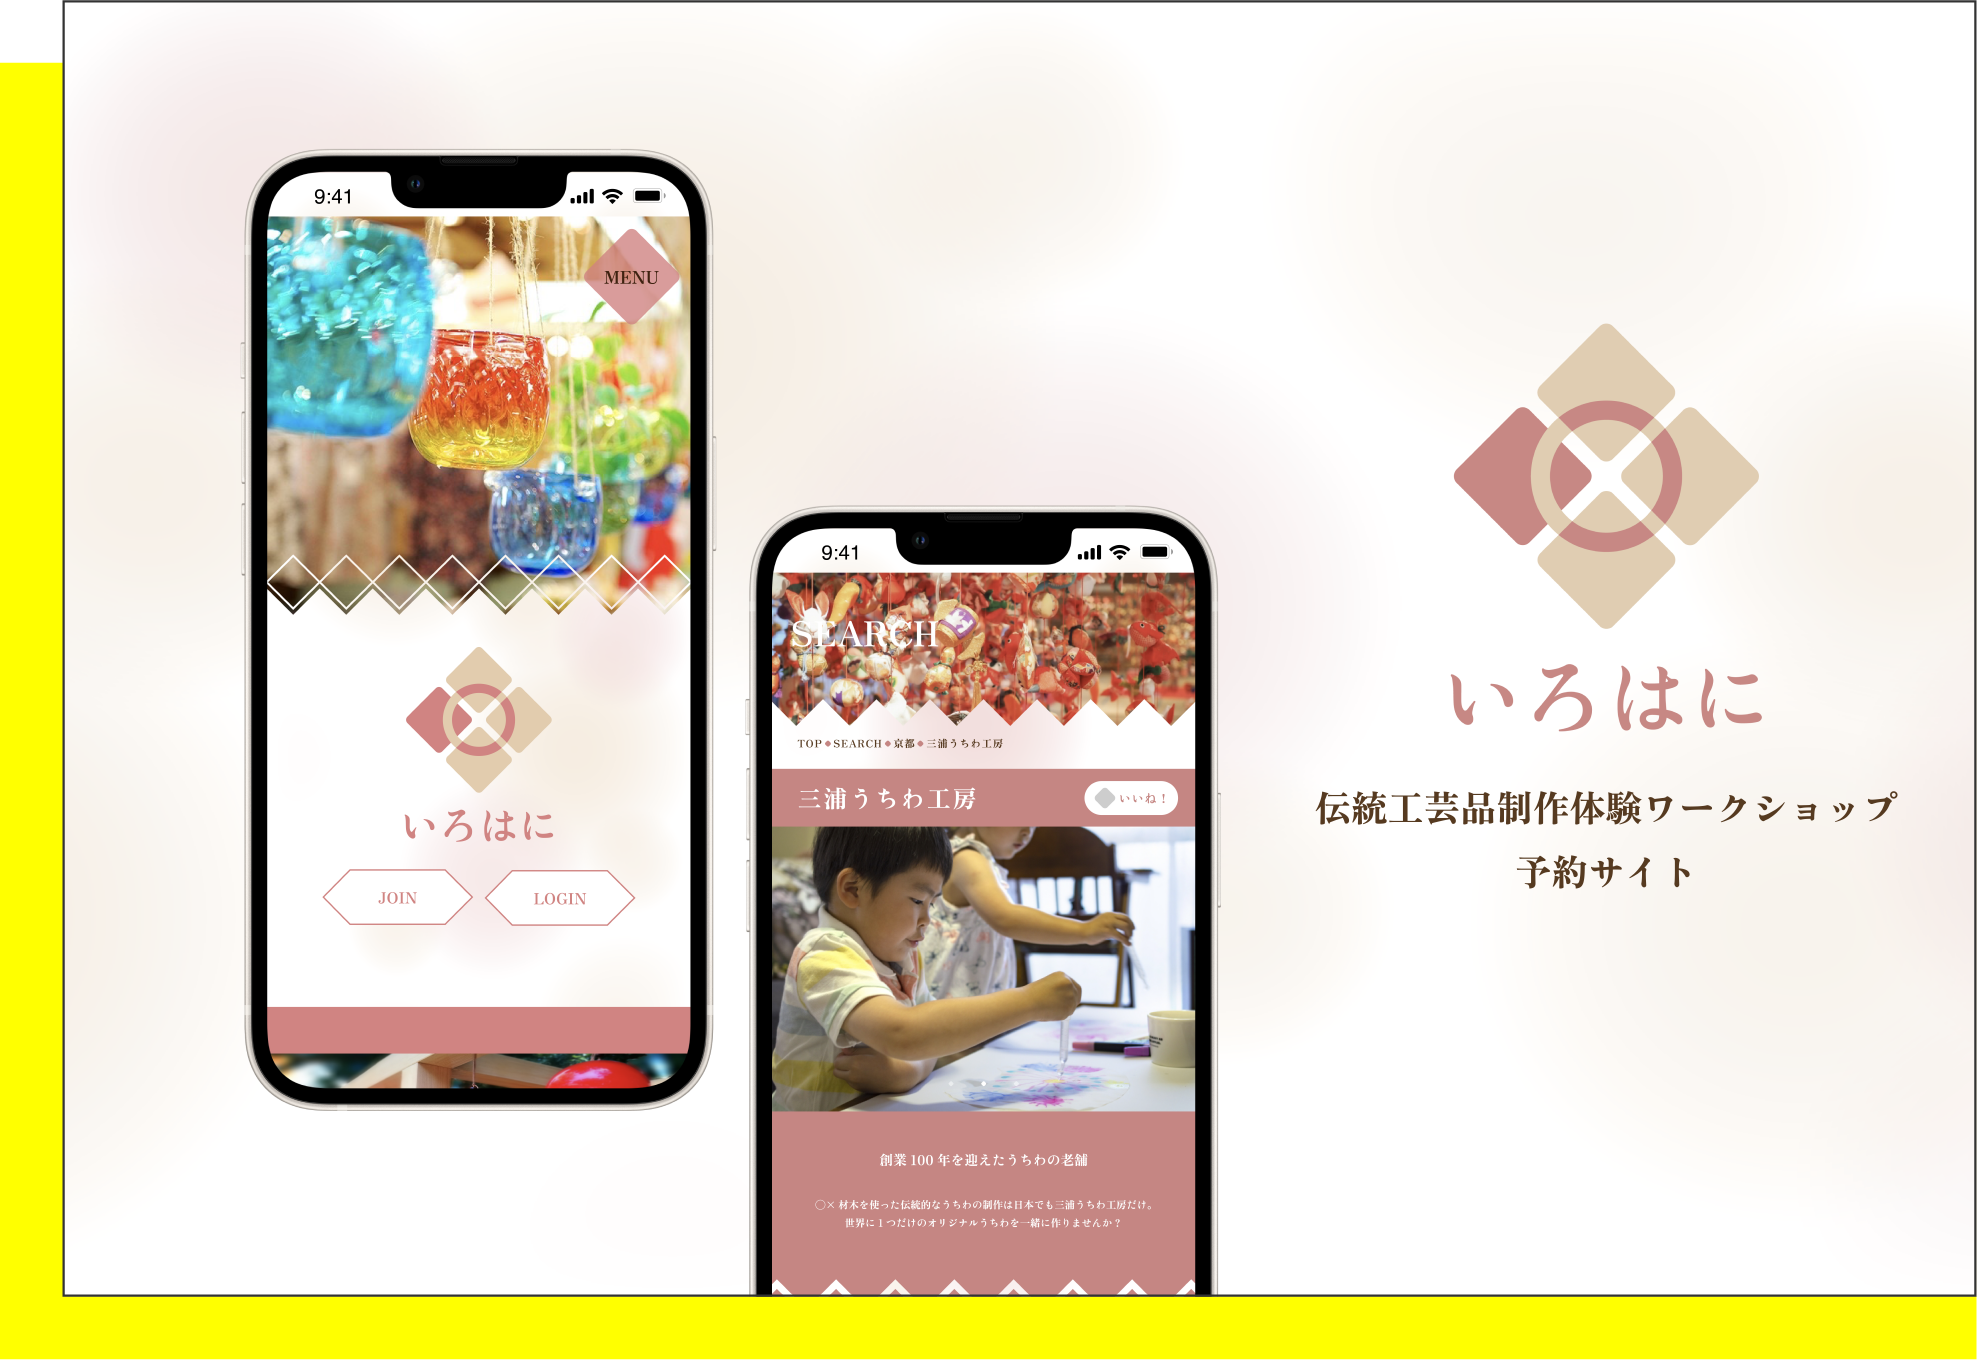 9:41
MENU
いろはに
JOIN
LOGIN
9:41
SEARCH
TOP●SEARCH●京都●三浦うちわ工房
三浦うちわ工房
いいね！
創業100年を迎えたうちわの老舗
〇×材木を使った伝統的なうちわの制作は日本でも三浦うちわ工房だけ。
世界に1つだけのオリジナルうちわを一緒に作りませんか？
いろはに
伝統工芸品制作体験ワークショップ
予約サイト